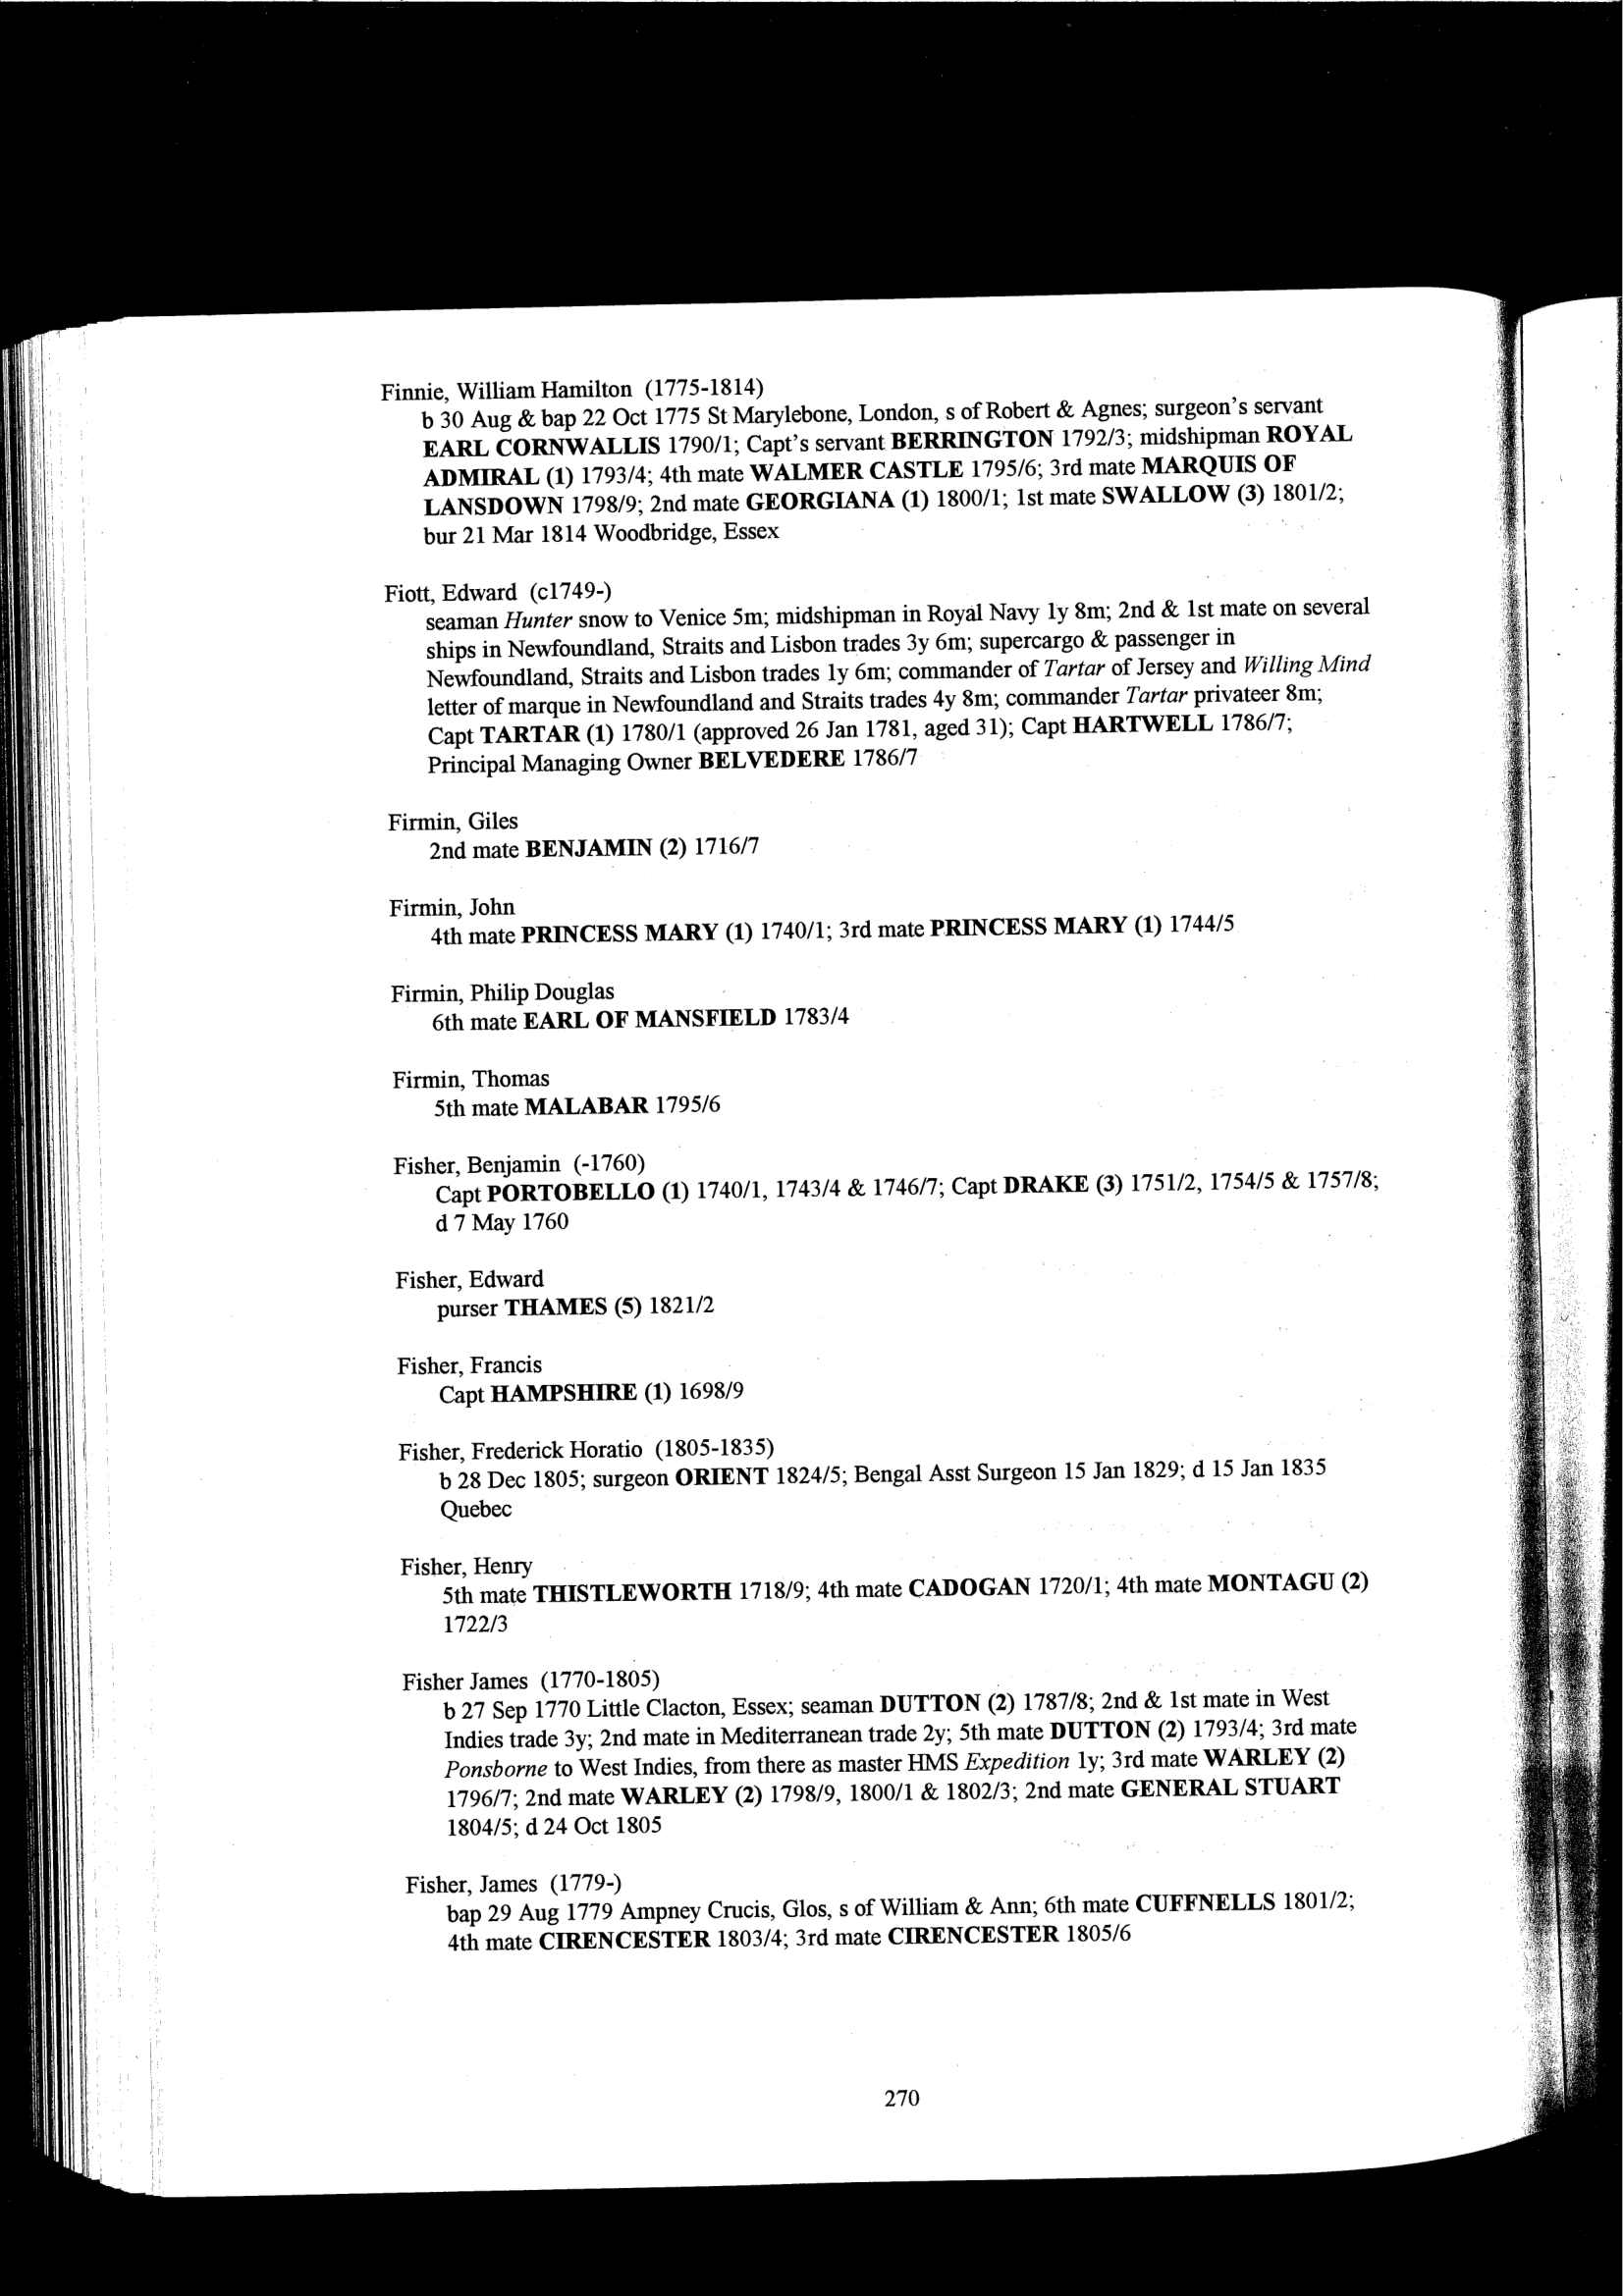 Finnie, William Hamilton (1775-1814)
b 30 Aug & bap 22 Oct 1775 St Marylebone, London, s of Robert & Agnes; surgeon's servant
EARL CORNWALLIS 1790/1; Capt's servant BERRINGTON 1792/3; midshipman ROYAL
ADMIRAL (1) 1793/4; 4th mate WALMER CASTLE 1795/6; 3rd mate MARQUIS OF
LANSDOWN 1798/9; 2nd mate GEORGIANA (1) 1800/1; 1st mate SWALLOW (3) 1801/2;
bur 21 Mar 1814 Woodbridge, Essex
Fiott, Edward (c1749-)
seaman Hunter snow to Venice 5m; midshipman in Royal Navy 1y 8m; 2nd & 1st mate on several
ships in Newfoundland, Straits and Lisbon trades 3y 6m; supercargo & passenger in
Newfoundland, Straits and Lisbon trades 1y 6m; commander of Tartar of Jersey and Willing Mind
letter of marque in Newfoundland and Straits trades 4y 8m; commander Tartar privateer 8m;
Capt TARTAR (1) 1780/1 (approved 26 Jan 1781, aged 31); Capt HARTWELL 1786/7;
Principal Managing Owner BELVEDERE 1786/7
Firmin, Giles
2nd mate BENJAMIN (2) 1716/7
Firmin, John
4th mate PRINCESS MARY (1) 1740/1; 3rd mate PRINCESS MARY (1) 1744/5
Firmin, Philip Douglas
6th mate EARL OF MANSFIELD 1783/4
Firmin, Thomas
5th mate MALABAR 1795/6
Fisher, Benjamin (-1760)
Capt PORTOBELLO (1) 1740/1, 1743/4 & 1746/7; Capt DRAKE (3) 1751/2, 1754/5 & 1757/8;
d 7 May 1760
Fisher, Edward
purser THAMES (5) 1821/2
Fisher, Francis
Capt HAMPSHIRE (1) 1698/9
Fisher, Frederick Horatio (1805-1835)
b 28 Dec 1805; surgeon ORIENT 1824/5; Bengal Asst Surgeon 15 Jan 1829; d 15 Jan 1835
Quebec
Fisher, Henry
5th mate THISTLEWORTH 1718/9; 4th mate CADOGAN 1720/1; 4th mate MONTAGU (2)
1722/3
Fisher James (1770-1805)
b 27 Sep 1770 Little Clacton, Essex; seaman DUTTON (2) 1787/8; 2nd & 1st mate in West
Indies trade 3y; 2nd mate in Mediterranean trade 2y; 5th mate DUTTON (2) 1793/4; 3rd mate
Ponsborne to West Indies, from there as master HMS Expedition 1y; 3rd mate WARLEY (2)
1796/7; 2nd mate WARLEY (2) 1798/9, 1800/1 & 1802/3; 2nd mate GENERAL STUART
1804/5; d 24 Oct 1805
Fisher, James (1779-)
bap 29 Aug 1779 Ampney Crucis, Glos, s of William & Ann; 6th mate CUFFNELLS 1801/2;
4th mate CIRENCESTER 1803/4; 3rd mate CIRENCESTER 1805/6
270